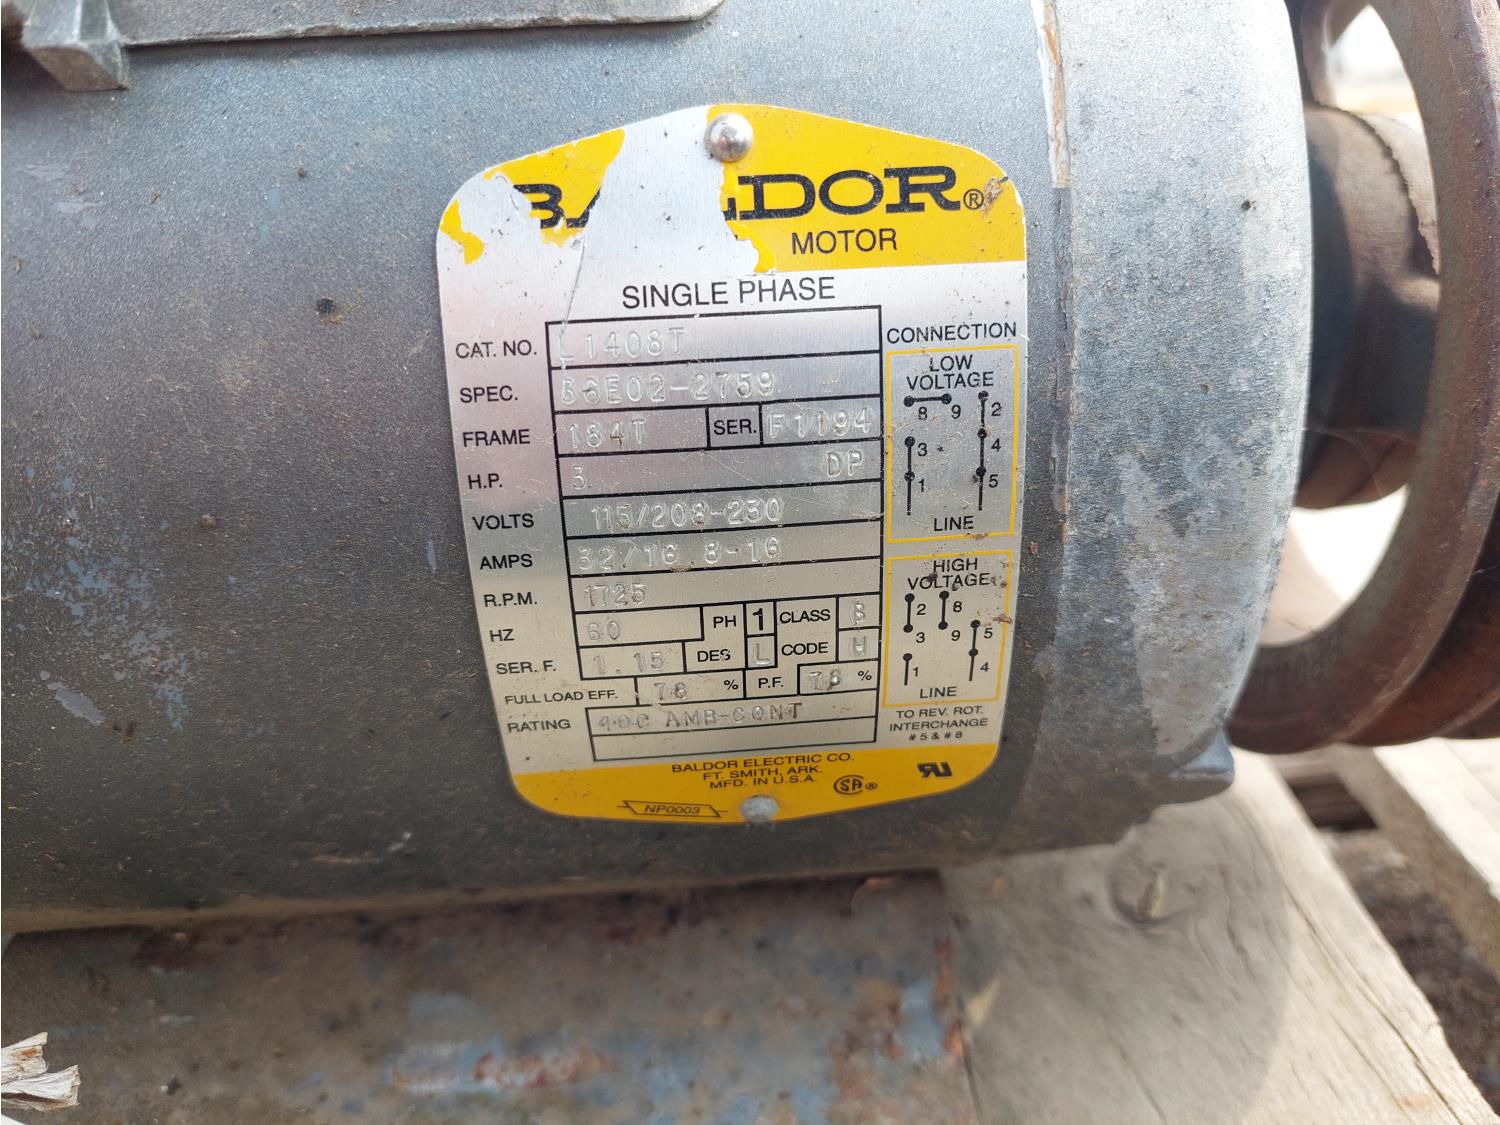 BALDOR®
MOTOR
SINGLE PHASE
CAT. NO. L1408T
SPEC. 36E02-2759
FRAME 184T SER. F1194
H.P. 3 DP
VOLTS 115/208-230
AMPS 32/16.8-16
R.P.M. 1725
HZ 60 PH 1 CLASS B
SER. F. 1.15 DES L CODE
FULL LOAD EFF. 78 % P.F. 78 %
RATING 40C AMB-CONT
CONNECTION
LOW
VOLTAGE
8 9 2
3 4
1 5
LINE
HIGH
VOLTAGE
2 8
3 9 5
1 4
LINE
TO REV. ROT.
INTERCHANGE
#5 & #8
BALDOR ELECTRIC CO.
FT. SMITH, ARK.
MFD. IN U.S.A.
SA ®
NP0003